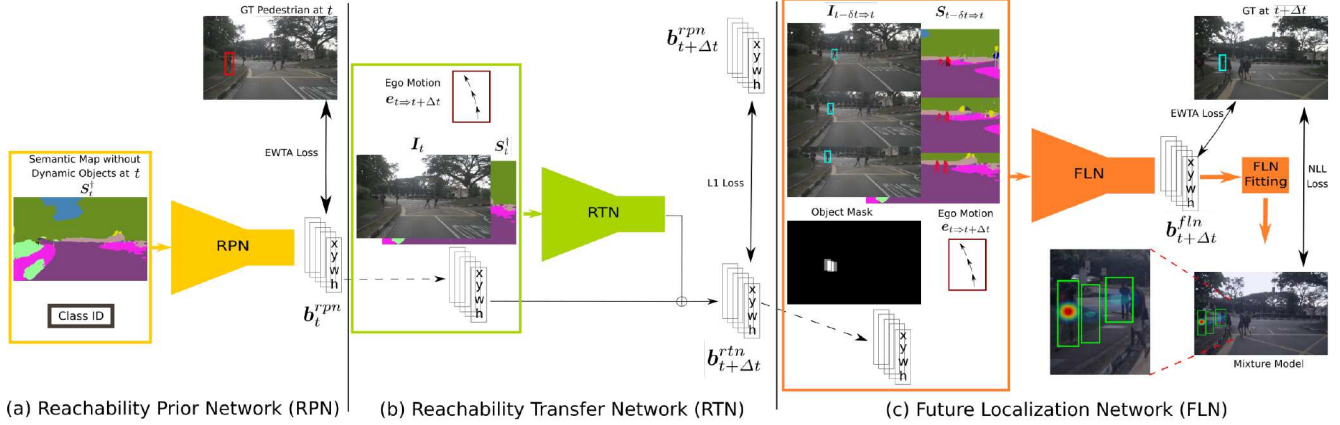 GT Pedestrian at t
EWTA Loss
Semantic Map without
Dynamic Objects at t
S_t^†
RPN
x
y
w
h
b_t^{rpn}
Class ID
(a) Reachability Prior Network (RPN)
Ego Motion
e_{t⇒t+Δt}
I_t
S_t^†
RTN
x
y
w
h
b_{t+Δt}^{rpn}
x
y
w
h
L1 Loss
b_{t+Δt}^{rtn}
x
y
w
h
(b) Reachability Transfer Network (RTN)
I_{t−δt⇒t}
S_{t−δt⇒t}
Object Mask
Ego Motion
e_{t⇒t+Δt}
x
y
w
h
FLN
x
y
w
h
b_{t+Δt}^{fln}
GT at t+Δt
EWTA Loss
FLN
Fitting
NLL
Loss
Mixture Model
(c) Future Localization Network (FLN)